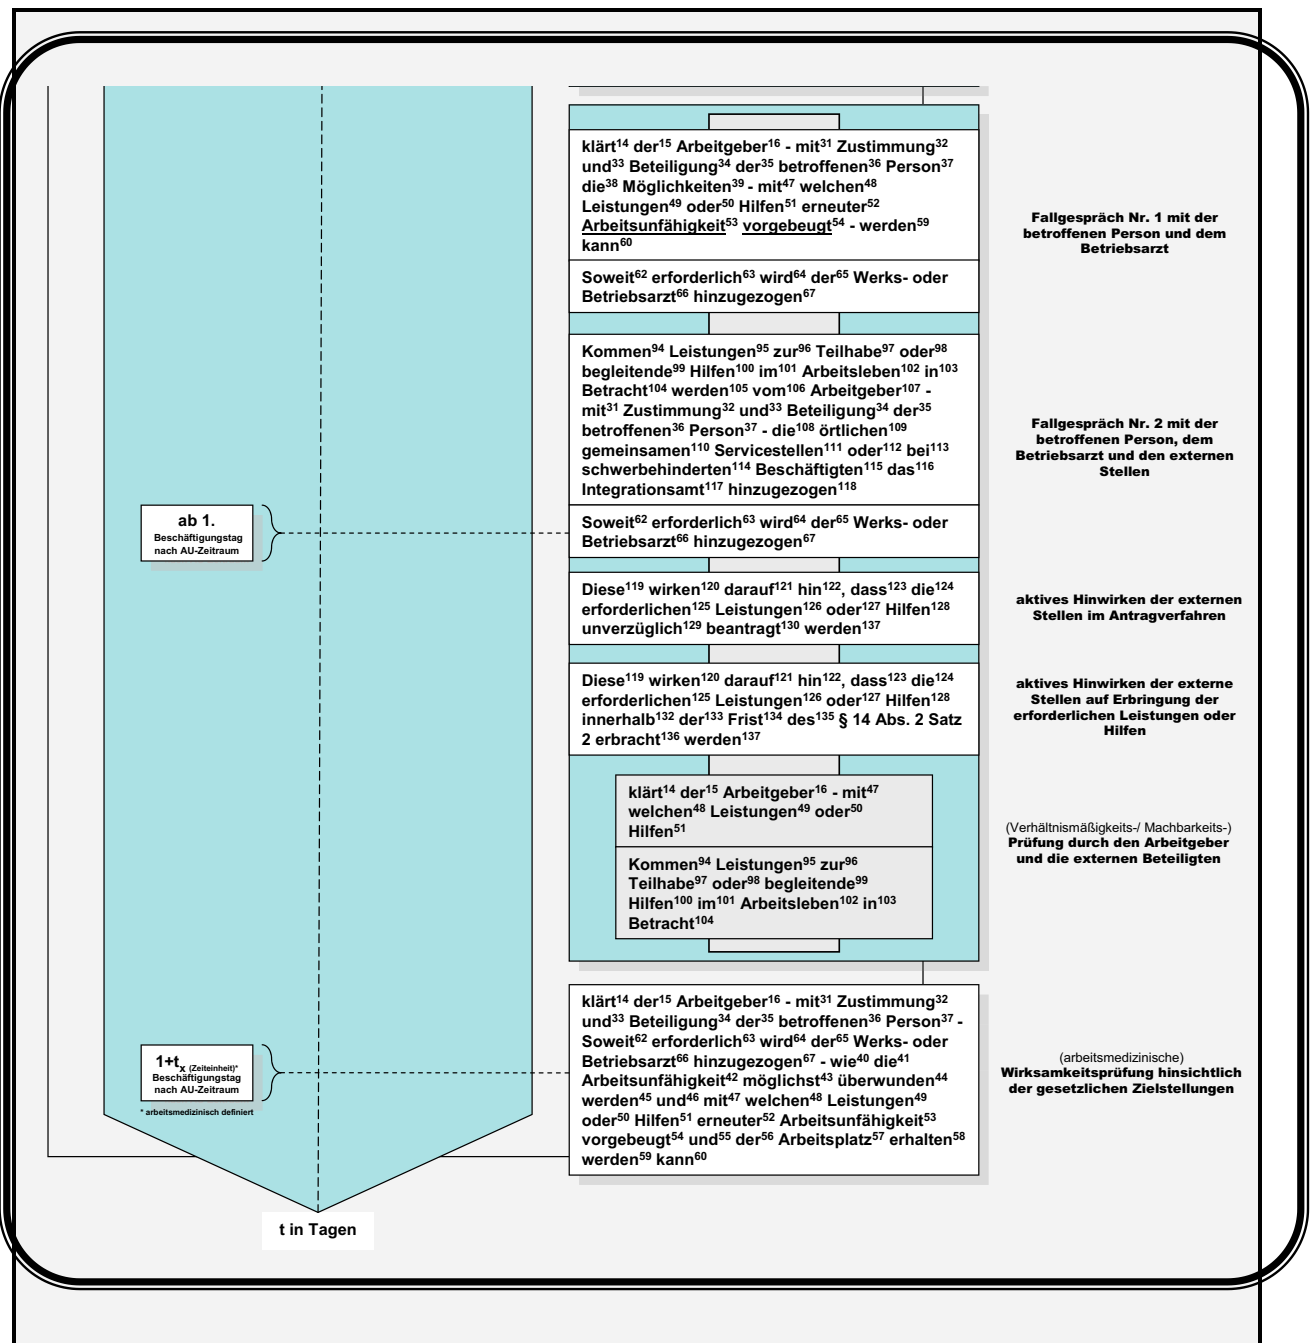 klärt¹⁴ der¹⁵ Arbeitgeber¹⁶ - mit³¹ Zustimmung³²
und³³ Beteiligung³⁴ der³⁵ betroffenen³⁶ Person³⁷
die³⁸ Möglichkeiten³⁹ - mit⁴⁷ welchen⁴⁸
Leistungen⁴⁹ oder⁵⁰ Hilfen⁵¹ erneuter⁵²
Arbeitsunfähigkeit⁵³ vorgebeugt⁵⁴ - werden⁵⁹
kann⁶⁰
Fallgespräch Nr. 1 mit der
betroffenen Person und dem
Betriebsarzt
Soweit⁶² erforderlich⁶³ wird⁶⁴ der⁶⁵ Werks- oder
Betriebsarzt⁶⁶ hinzugezogen⁶⁷
Kommen⁹⁴ Leistungen⁹⁵ zur⁹⁶ Teilhabe⁹⁷ oder⁹⁸
begleitende⁹⁹ Hilfen¹⁰⁰ im¹⁰¹ Arbeitsleben¹⁰² in¹⁰³
Betracht¹⁰⁴ werden¹⁰⁵ vom¹⁰⁶ Arbeitgeber¹⁰⁷ -
mit³¹ Zustimmung³² und³³ Beteiligung³⁴ der³⁵
betroffenen³⁶ Person³⁷ - die¹⁰⁸ örtlichen¹⁰⁹
gemeinsamen¹¹⁰ Servicestellen¹¹¹ oder¹¹² bei¹¹³
schwerbehinderten¹¹⁴ Beschäftigten¹¹⁵ das¹¹⁶
Integrationsamt¹¹⁷ hinzugezogen¹¹⁸
Fallgespräch Nr. 2 mit der
betroffenen Person, dem
Betriebsarzt und den externen
Stellen
ab 1.
Beschäftigungstag
nach AU-Zeitraum
Soweit⁶² erforderlich⁶³ wird⁶⁴ der⁶⁵ Werks- oder
Betriebsarzt⁶⁶ hinzugezogen⁶⁷
Diese¹¹⁹ wirken¹²⁰ darauf¹²¹ hin¹²², dass¹²³ die¹²⁴
erforderlichen¹²⁵ Leistungen¹²⁶ oder¹²⁷ Hilfen¹²⁸
unverzüglich¹²⁹ beantragt¹³⁰ werden¹³⁷
aktives Hinwirken der externen
Stellen im Antragverfahren
Diese¹¹⁹ wirken¹²⁰ darauf¹²¹ hin¹²², dass¹²³ die¹²⁴
erforderlichen¹²⁵ Leistungen¹²⁶ oder¹²⁷ Hilfen¹²⁸
innerhalb¹³² der¹³³ Frist¹³⁴ des¹³⁵ § 14 Abs. 2 Satz
2 erbracht¹³⁶ werden¹³⁷
aktives Hinwirken der externe
Stellen auf Erbringung der
erforderlichen Leistungen oder
Hilfen
klärt¹⁴ der¹⁵ Arbeitgeber¹⁶ - mit⁴⁷
welchen⁴⁸ Leistungen⁴⁹ oder⁵⁰
Hilfen⁵¹
Kommen⁹⁴ Leistungen⁹⁵ zur⁹⁶
Teilhabe⁹⁷ oder⁹⁸ begleitende⁹⁹
Hilfen¹⁰⁰ im¹⁰¹ Arbeitsleben¹⁰² in¹⁰³
Betracht¹⁰⁴
(Verhältnismäßigkeits-/ Machbarkeits-)
Prüfung durch den Arbeitgeber
und die externen Beteiligten
1+tₓ (Zeiteinheit)*
Beschäftigungstag
nach AU-Zeitraum
* arbeitsmedizinisch definiert
klärt¹⁴ der¹⁵ Arbeitgeber¹⁶ - mit³¹ Zustimmung³²
und³³ Beteiligung³⁴ der³⁵ betroffenen³⁶ Person³⁷ -
Soweit⁶² erforderlich⁶³ wird⁶⁴ der⁶⁵ Werks- oder
Betriebsarzt⁶⁶ hinzugezogen⁶⁷ - wie⁴⁰ die⁴¹
Arbeitsunfähigkeit⁴² möglichst⁴³ überwunden⁴⁴
werden⁴⁵ und⁴⁶ mit⁴⁷ welchen⁴⁸ Leistungen⁴⁹
oder⁵⁰ Hilfen⁵¹ erneuter⁵² Arbeitsunfähigkeit⁵³
vorgebeugt⁵⁴ und⁵⁵ der⁵⁶ Arbeitsplatz⁵⁷ erhalten⁵⁸
werden⁵⁹ kann⁶⁰
(arbeitsmedizinische)
Wirksamkeitsprüfung hinsichtlich
der gesetzlichen Zielstellungen
t in Tagen